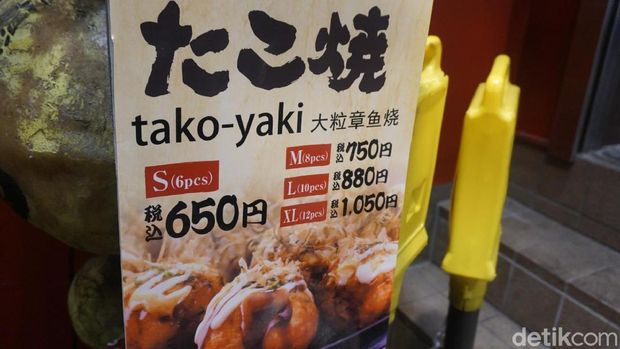 たこ焼
tako-yaki 大粒章鱼烧
S(6pcs)
税込650円
M(8pcs) 税込750円
L(10pcs) 税込880円
XL(12pcs) 税込1,050円
detikcom